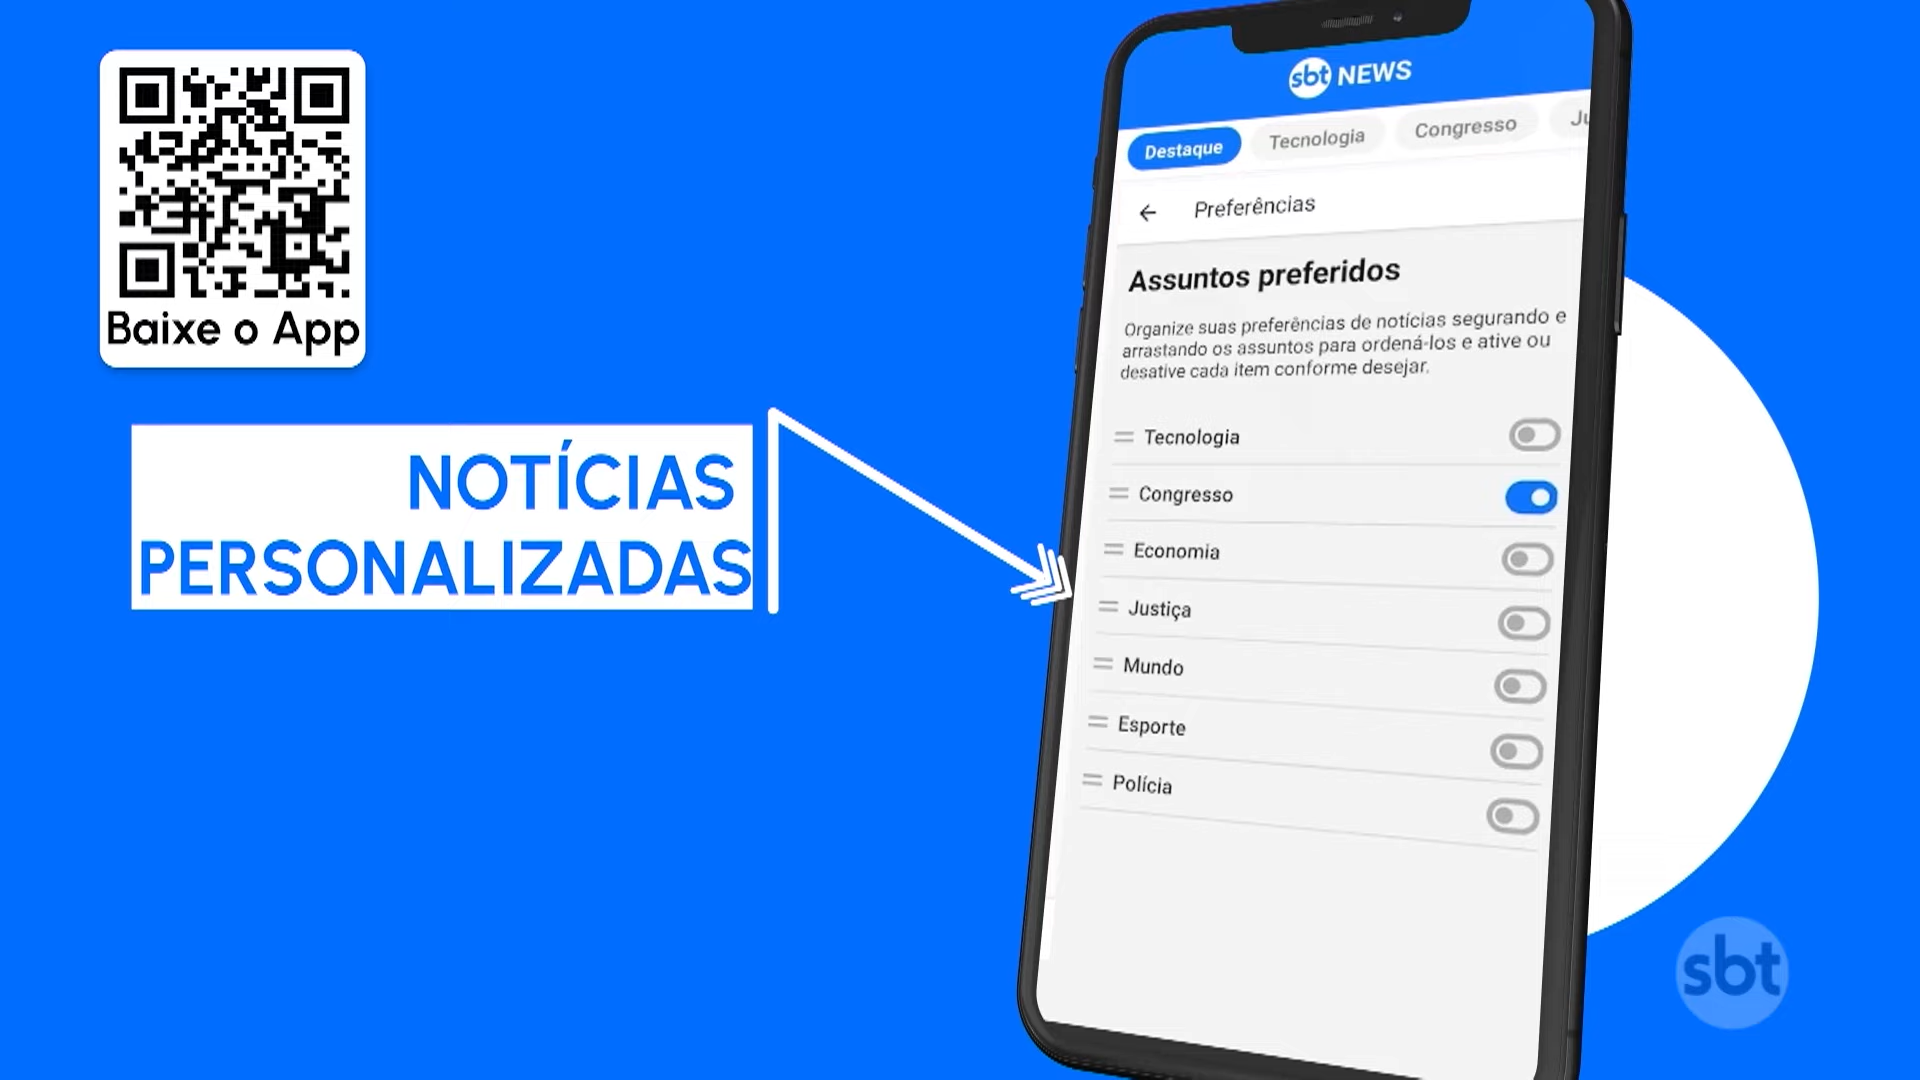 Baixe o App
NOTÍCIAS
PERSONALIZADAS
sbt NEWS
Destaque Tecnologia Congresso Ju
Preferências
Assuntos preferidos
Organize suas preferências de notícias segurando e
arrastando os assuntos para ordená-los e ative ou
desative cada item conforme desejar.
Tecnologia
Congresso
Economia
Justiça
Mundo
Esporte
Polícia
sbt